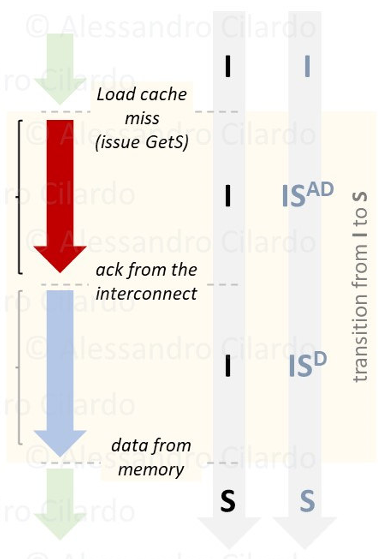 © Alessandro Cilardo
I I
Load cache
miss
(issue GetS)
I IS^AD
ack from the
interconnect
I IS^D
data from
memory
S S
transition from I to S